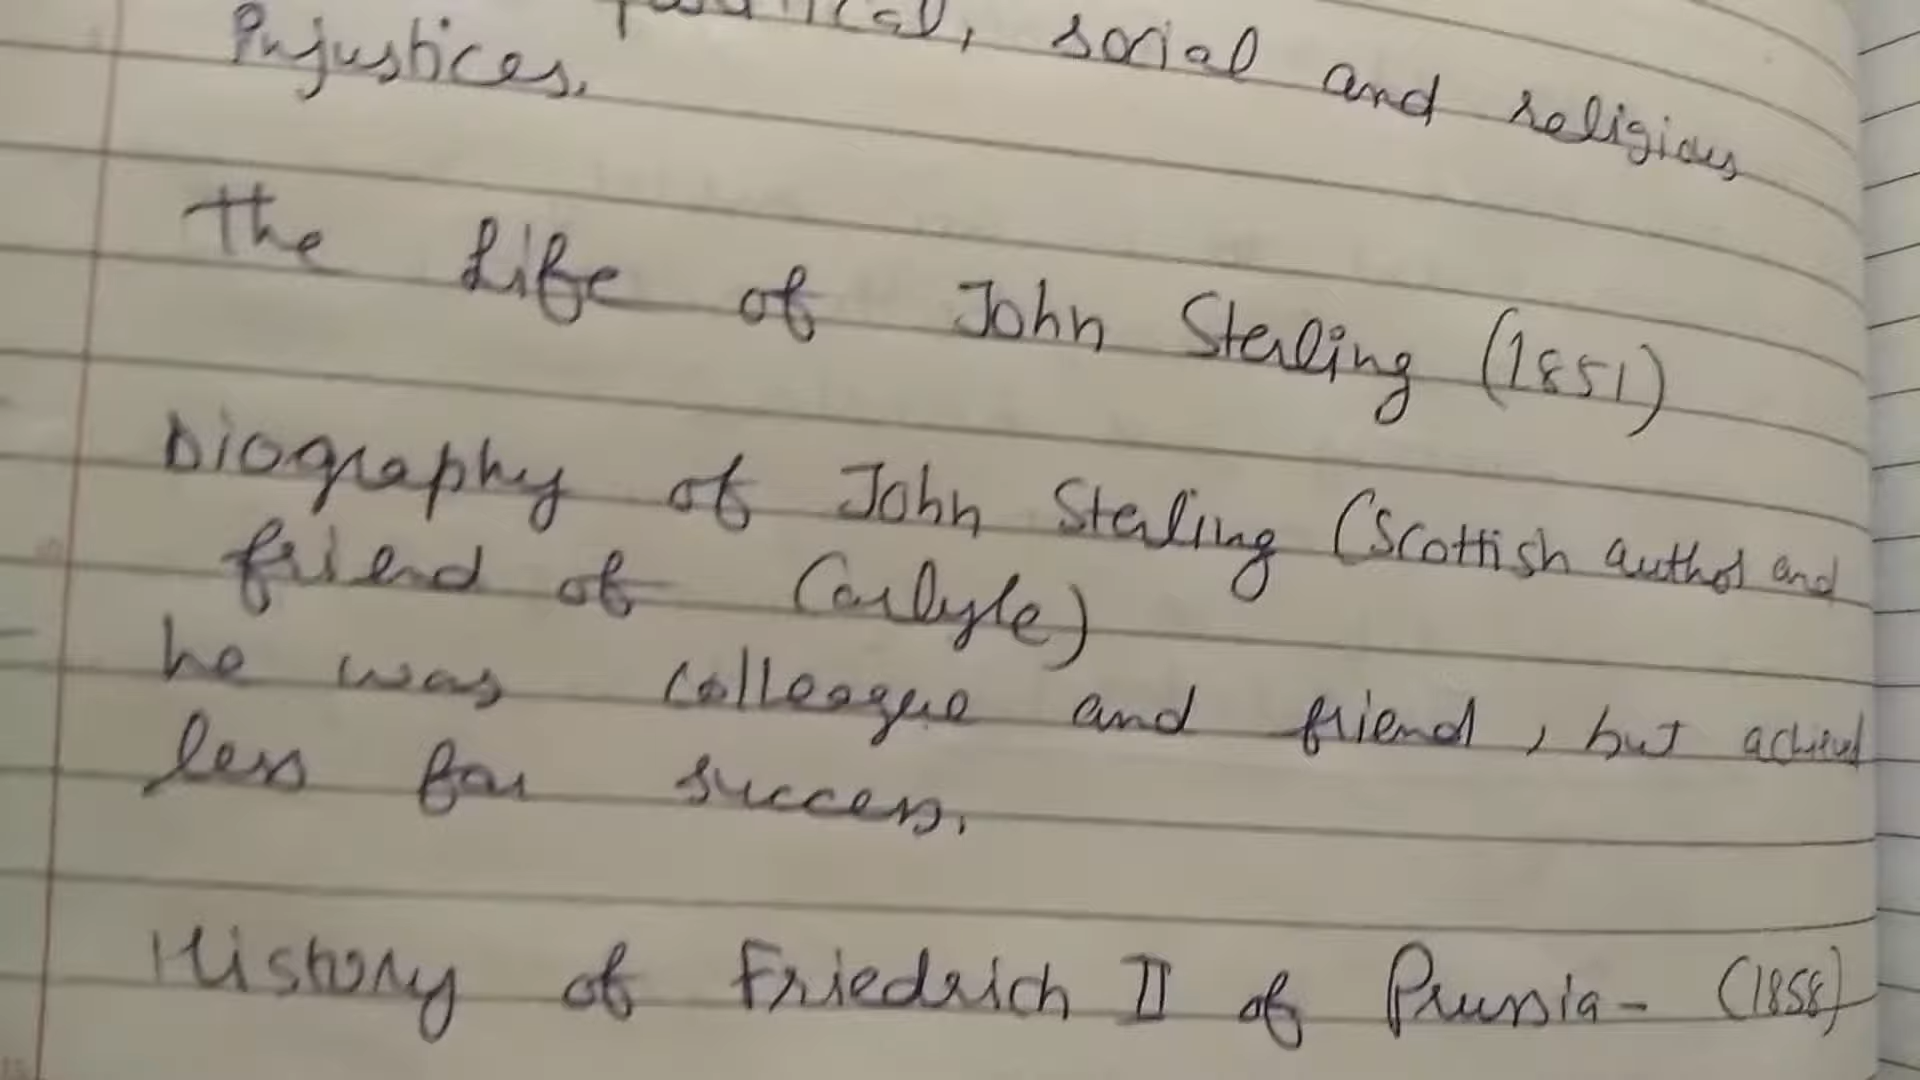 social and religious
Injustices.
The Life of John Sterling (1851)
Biography of John Sterling (Scottish author and
friend of Carlyle)
he was colleague and friend, but achieved
less far success.
History of Friedrich II of Prussia - (1858)